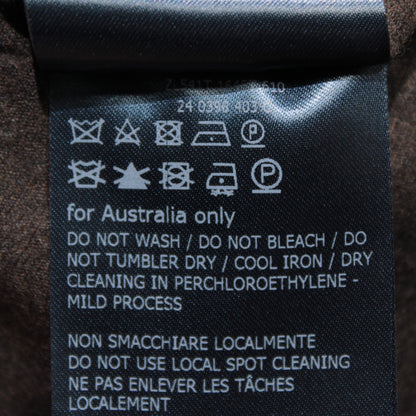 24 0398 403
P
P
for Australia only
DO NOT WASH / DO NOT BLEACH / DO
NOT TUMBLER DRY / COOL IRON / DRY
CLEANING IN PERCHLOROETHYLENE -
MILD PROCESS
NON SMACCHIARE LOCALMENTE
DO NOT USE LOCAL SPOT CLEANING
NE PAS ENLEVER LES TÂCHES
LOCALEMENT